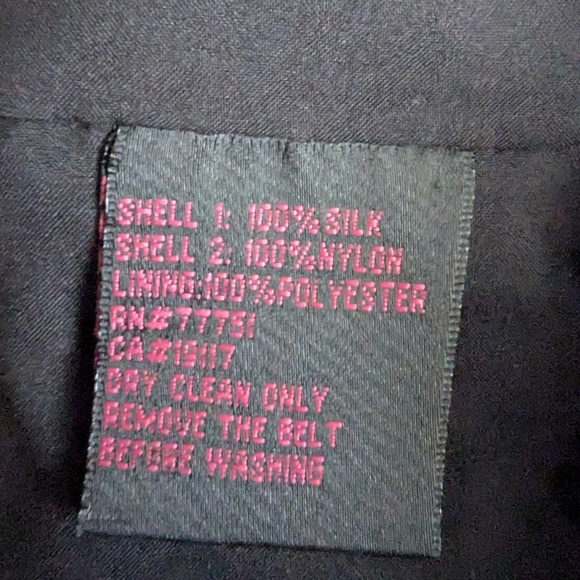 SHELL 1: 100% SILK
SHELL 2: 100%NYLON
LINING:100%POLYESTER
RN#77751
CA#19117
DRY CLEAN ONLY
REMOVE THE BELT
BEFORE WASHING